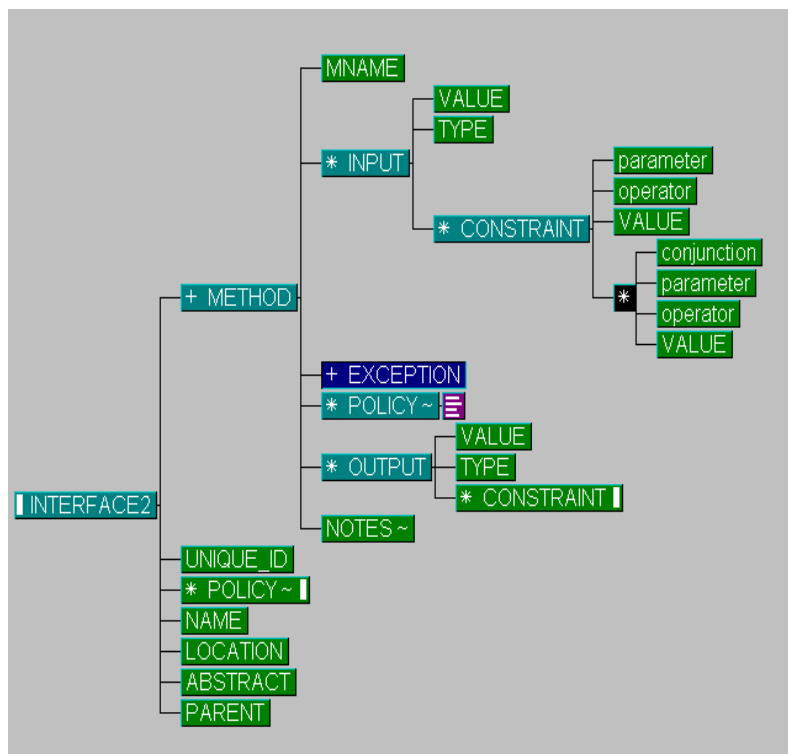 MNAME
VALUE
TYPE
* INPUT
parameter
operator
VALUE
* CONSTRAINT
conjunction
parameter
*
operator
VALUE
+ METHOD
+ EXCEPTION
* POLICY ~
VALUE
* OUTPUT
TYPE
* CONSTRAINT
INTERFACE2
NOTES ~
UNIQUE_ID
* POLICY ~
NAME
LOCATION
ABSTRACT
PARENT